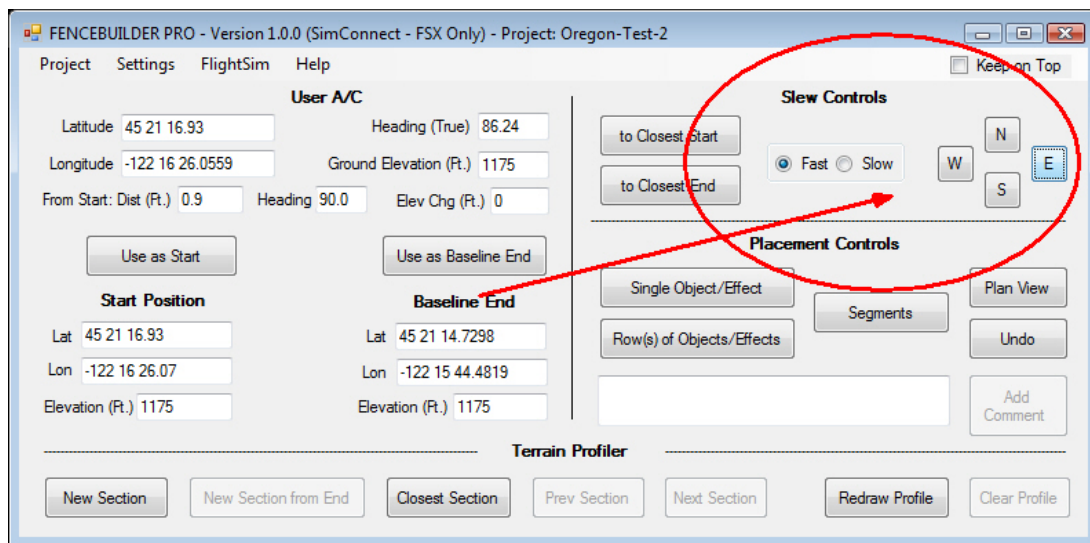 FENCEBUILDER PRO - Version 1.0.0 (SimConnect - FSX Only) - Project: Oregon-Test-2
Project Settings FlightSim Help Keep on Top
User A/C
Latitude 45 21 16.93 Heading (True) 86.24
Longitude -122 16 26.0559 Ground Elevation (Ft.) 1175
From Start: Dist (Ft.) 0.9 Heading 90.0 Elev Chg (Ft.) 0
Use as Start Use as Baseline End
Start Position Baseline End
Lat 45 21 16.93 Lat 45 21 14.7298
Lon -122 16 26.07 Lon -122 15 44.4819
Elevation (Ft.) 1175 Elevation (Ft.) 1175
Slew Controls
to Closest Start
to Closest End
Fast Slow
N
W E
S
Placement Controls
Single Object/Effect Segments Plan View
Row(s) of Objects/Effects Undo
Add
Comment
Terrain Profiler
New Section New Section from End Closest Section Prev Section Next Section Redraw Profile Clear Profile